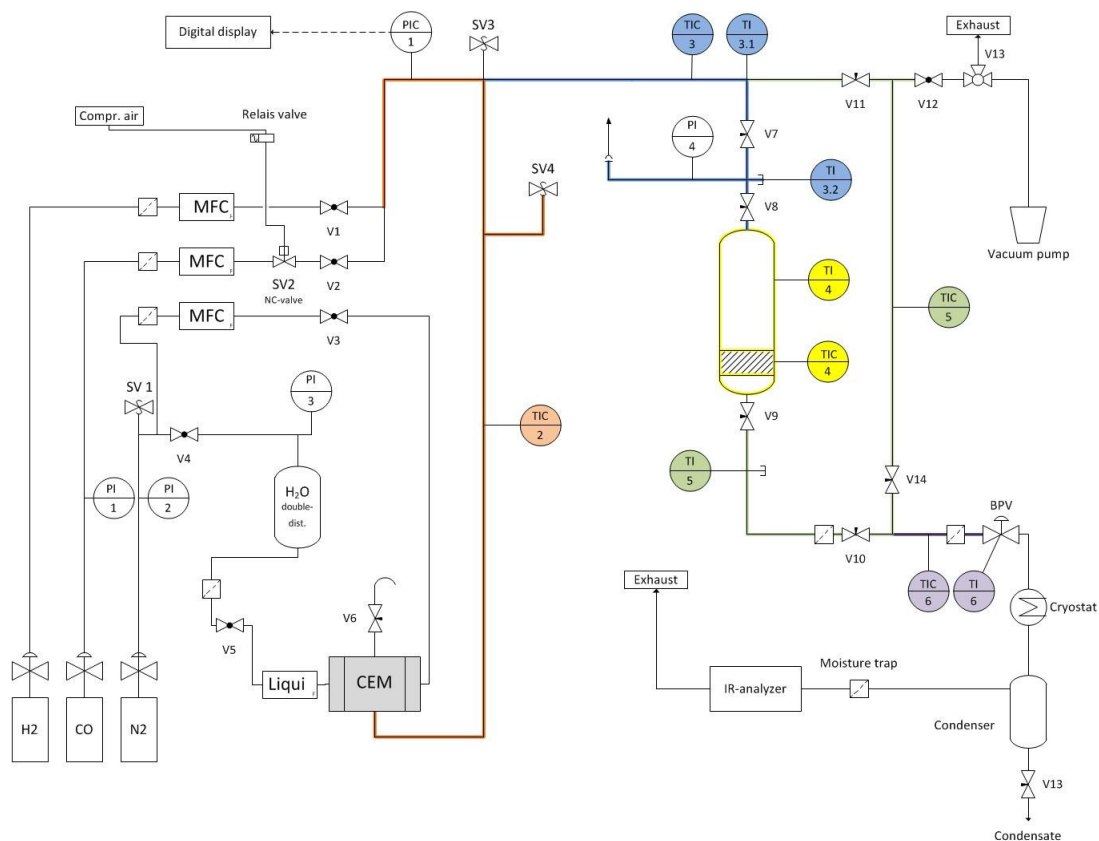 Digital display
PIC
1
SV3
TIC
3
TI
3.1
Exhaust
V13
V11
V12
Compr. air
Relais valve
V7
PI
4
TI
3.2
SV4
V8
MFC
F
V1
Vacuum pump
MFC
F
SV2
NC-valve
V2
TI
4
TIC
5
MFC
F
V3
TIC
4
SV 1
PI
3
V9
TIC
2
V4
TI
5
V14
PI
1
PI
2
H2O
double-
dist.
BPV
V10
TIC
6
TI
6
Exhaust
Cryostat
V6
V5
Moisture trap
Liqui
F
CEM
IR-analyzer
Condenser
H2
CO
N2
V13
Condensate